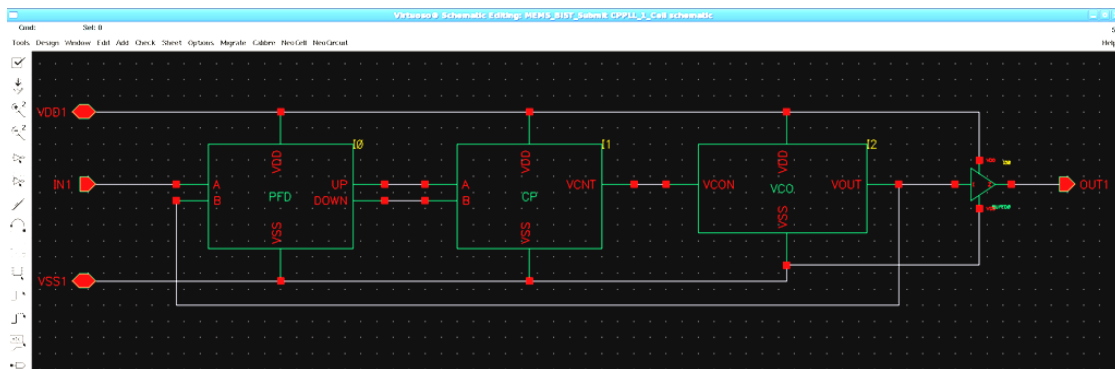 Virtuoso® Schematic Editing: MEMS_BIST_Submit CPPLL_1_Cell schematic
Cmd: Sel: 0
Tools Design Window Edit Add Check Sheet Options Migrate Calibre NeoCell NeoCircuit Help
VDD1
I0 I1 I2
VDD VDD VDD
IN1 A UP A VCNT VCON VOUT OUT1
PFD CP VCO
B DOWN B
VSS VSS VSS
VSS1